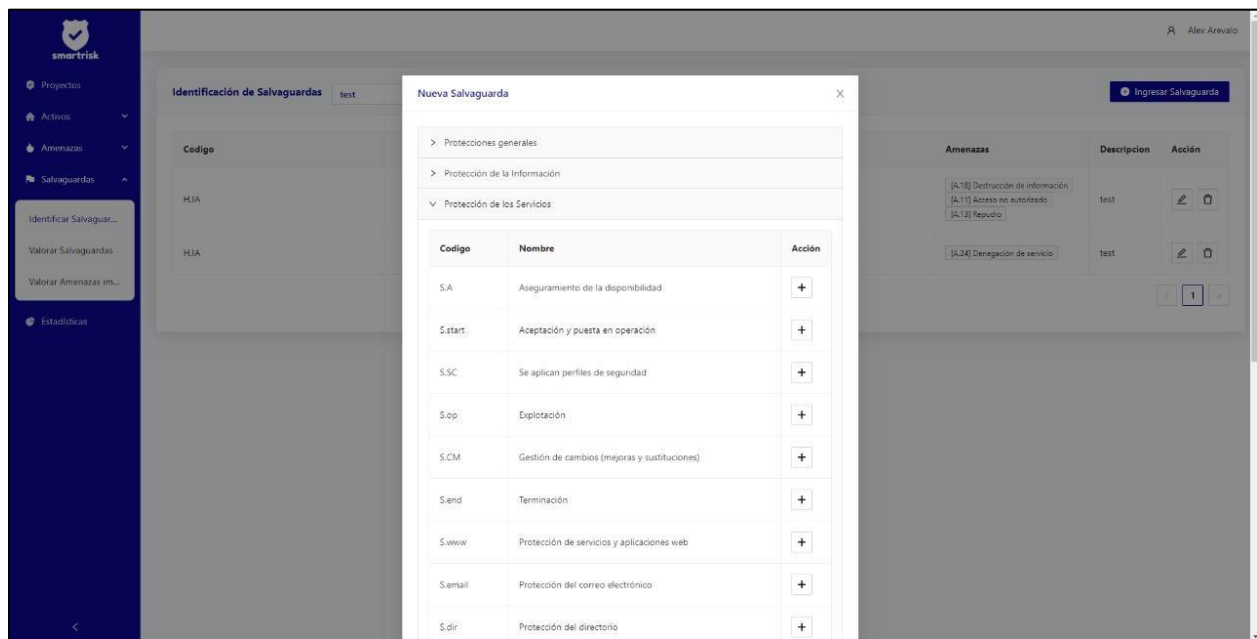 Alex Arevalo
smartrisk
Proyectos
Activos
Amenazas
Salvaguardas
Identificar Salvaguar...
Valorar Salvaguardas
Valorar Amenazas im...
Estadísticas
Identificación de Salvaguardas test
Ingresar Salvaguarda
Codigo Amenazas Descripcion Acción
H.IA [A.18] Destrucción de información
[A.11] Acceso no autorizado
[A.13] Repudio test
H.IA [A.24] Denegación de servicio test
1
Nueva Salvaguarda X
Protecciones generales
Protección de la Información
Protección de los Servicios
Codigo Nombre Acción
S.A Aseguramiento de la disponibilidad +
S.start Aceptación y puesta en operación +
S.SC Se aplican perfiles de seguridad +
S.op Explotación +
S.CM Gestión de cambios (mejoras y sustituciones) +
S.end Terminación +
S.www Protección de servicios y aplicaciones web +
S.email Protección del correo electrónico +
S.dir Protección del directorio +